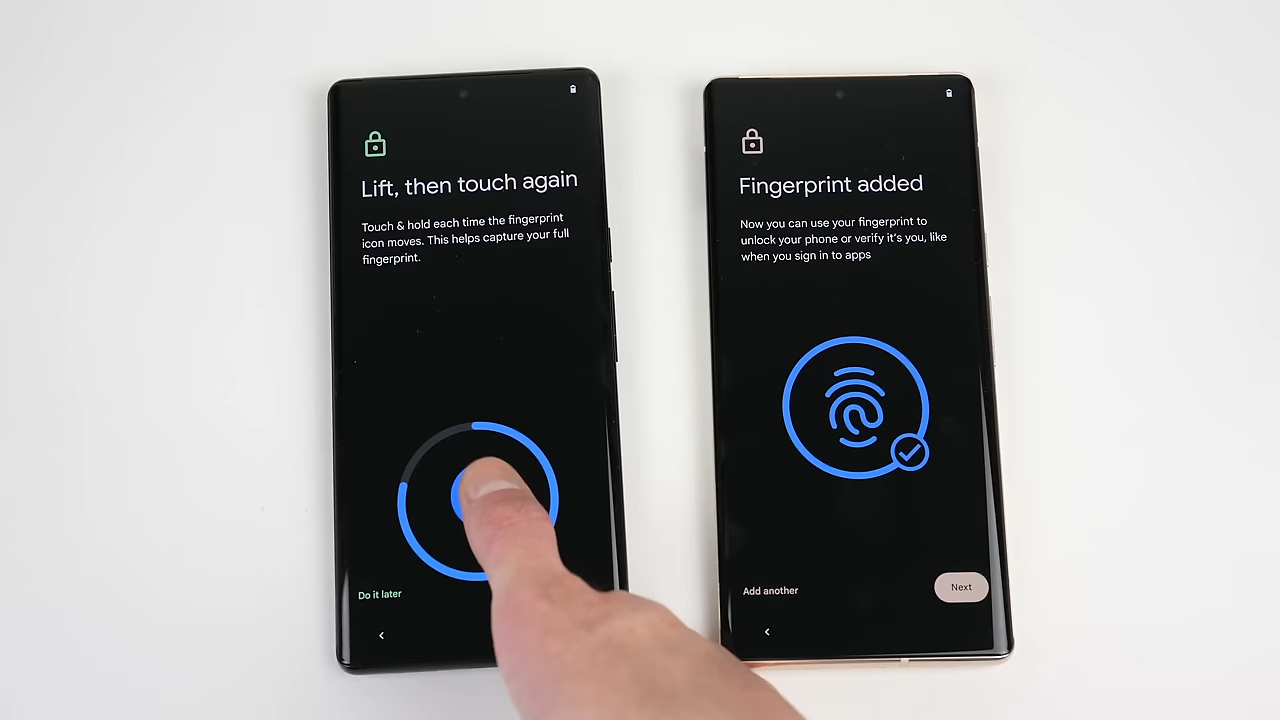 Lift, then touch again
Touch & hold each time the fingerprint
icon moves. This helps capture your full
fingerprint.
Do it later
Fingerprint added
Now you can use your fingerprint to
unlock your phone or verify it's you, like
when you sign in to apps
Add another
Next